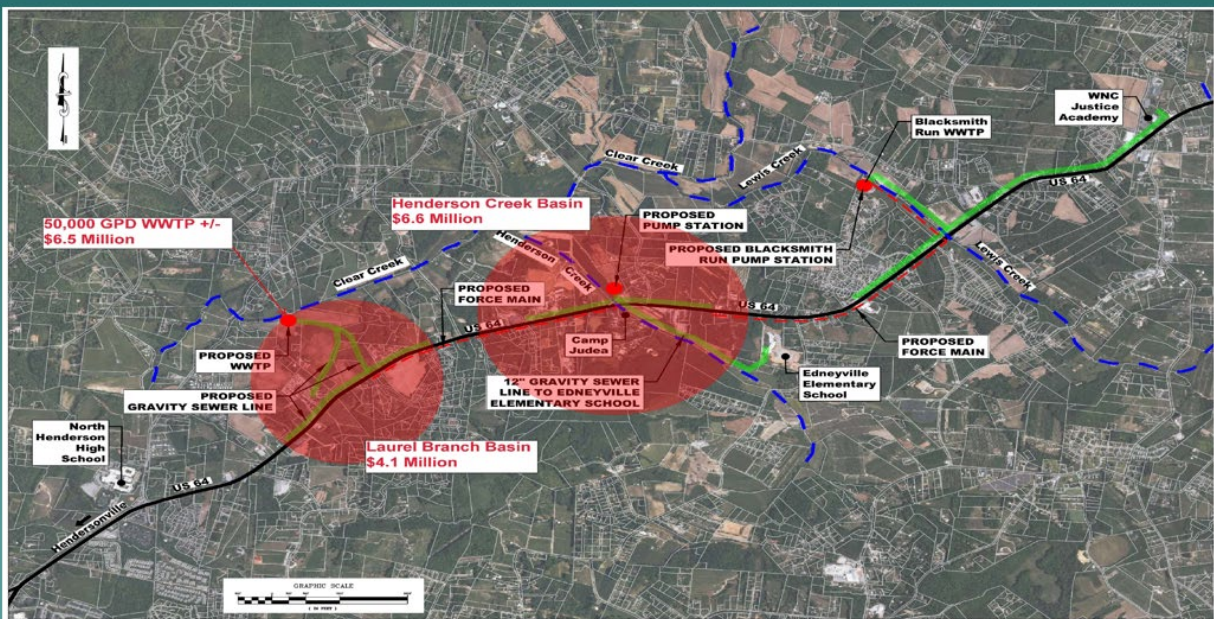 WNC
Justice
Academy
Blacksmith
Run WWTP
Clear Creek
Lewis Creek
US 64
Henderson Creek Basin
$6.6 Million
50,000 GPD WWTP +/-
$6.5 Million
PROPOSED
PUMP STATION
PROPOSED BLACKSMITH
RUN PUMP STATION
Henderson Creek
Lewis Creek
Clear Creek
PROPOSED
FORCE MAIN
US 64
US 64
PROPOSED
FORCE MAIN
Camp
Judea
PROPOSED
WWTP
Edneyville
Elementary
School
12" GRAVITY SEWER
LINE TO EDNEYVILLE
ELEMENTARY SCHOOL
PROPOSED
GRAVITY SEWER LINE
North
Henderson
High
School
Laurel Branch Basin
$4.1 Million
US 64
Hendersonville
GRAPHIC SCALE
( IN FEET )